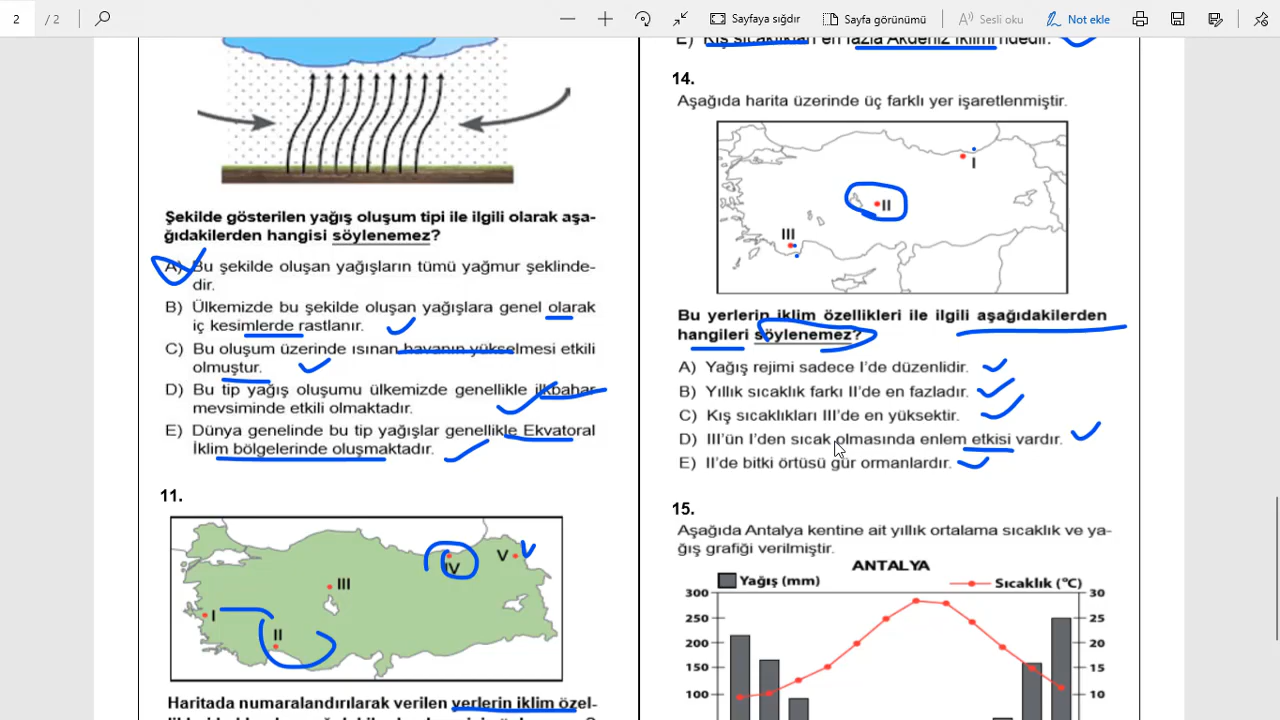 2 / 2
Sayfaya sığdır
Sayfa görünümü
Sesli oku
Not ekle
Şekilde gösterilen yağış oluşum tipi ile ilgili olarak aşa-
ğıdakilerden hangisi söylenemez?
A) Bu şekilde oluşan yağışların tümü yağmur şeklinde-
dir.
B) Ülkemizde bu şekilde oluşan yağışlara genel olarak
iç kesimlerde rastlanır.
C) Bu oluşum üzerinde ısınan havanın yükselmesi etkili
olmuştur.
D) Bu tip yağış oluşumu ülkemizde genellikle ilkbahar
mevsiminde etkili olmaktadır.
E) Dünya genelinde bu tip yağışlar genellikle Ekvatoral
İklim bölgelerinde oluşmaktadır.
11.
I
II
III
IV
V
Haritada numaralandırılarak verilen yerlerin iklim özel-
E) Kış sıcaklıkları en fazla Akdeniz iklimi'ndedir.
14.
Aşağıda harita üzerinde üç farklı yer işaretlenmiştir.
I
II
III
Bu yerlerin iklim özellikleri ile ilgili aşağıdakilerden
hangileri söylenemez?
A) Yağış rejimi sadece I'de düzenlidir.
B) Yıllık sıcaklık farkı II'de en fazladır.
C) Kış sıcaklıkları III'de en yüksektir.
D) III'ün I'den sıcak olmasında enlem etkisi vardır.
E) II'de bitki örtüsü gür ormanlardır.
15.
Aşağıda Antalya kentine ait yıllık ortalama sıcaklık ve ya-
ğış grafiği verilmiştir.
ANTALYA
Yağış (mm)
Sıcaklık (°C)
300 30
250 25
200 20
150 15
100 10